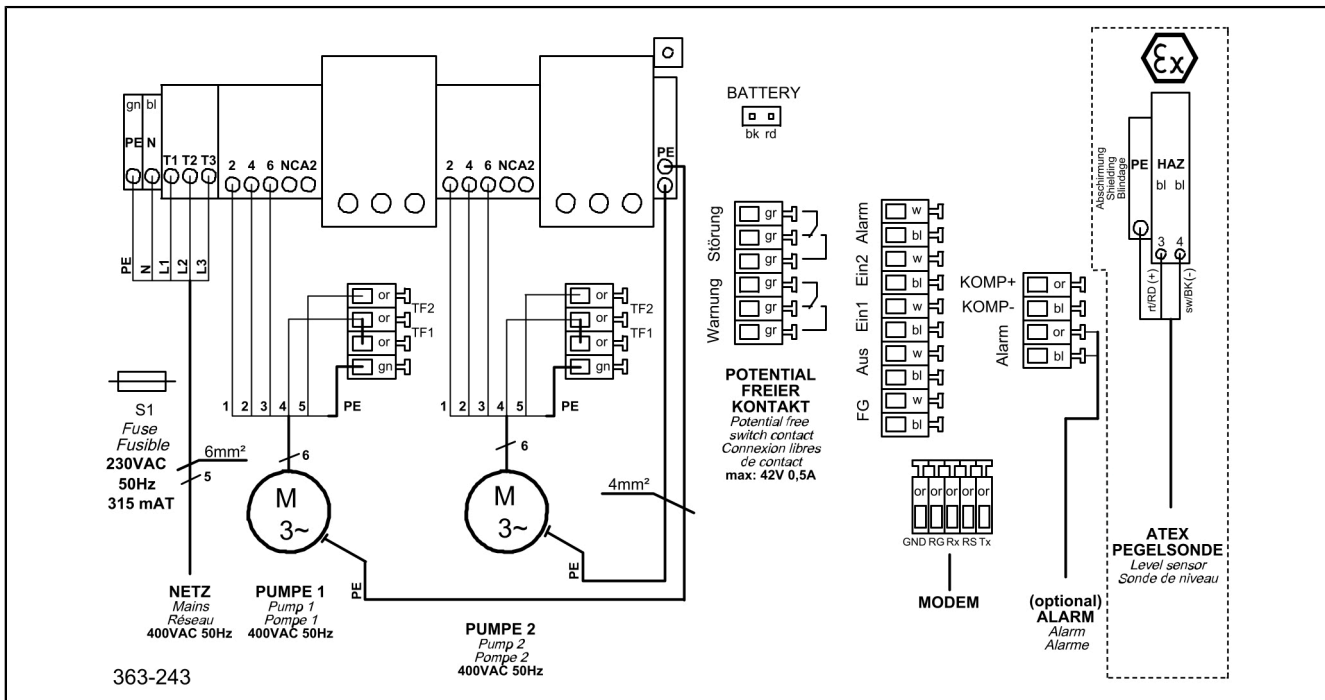 gn bl
PE N
T1 T2 T3
2 4 6 NCA2
2 4 6 NCA2
PE
PE
N
L1
L2
L3
or
or
or
gn
TF2
TF1
or
or
or
gn
TF2
TF1
1 2 3 4 5 PE
1 2 3 4 5 PE
S1
Fuse
Fusible
230VAC
50Hz
315 mAT
6mm²
5
6
6
M
3~
M
3~
4mm²
PE
PE
NETZ
Mains
Réseau
400VAC 50Hz
PUMPE 1
Pump 1
Pompe 1
400VAC 50Hz
PUMPE 2
Pump 2
Pompe 2
400VAC 50Hz
363-243
BATTERY
bk rd
Störung
Warnung
gr
gr
gr
gr
gr
gr
POTENTIAL
FREIER
KONTAKT
Potential free
switch contact
Connexion libres
de contact
max: 42V 0,5A
Alarm
Ein2
Ein1
Aus
FG
w
bl
w
bl
w
bl
w
bl
w
bl
or or or or or
GND RG Rx RS Tx
MODEM
KOMP+
KOMP-
Alarm
or
bl
or
bl
(optional)
ALARM
Alarm
Alarme
εx
Abschirmung
Shielding
Blindage
PE
HAZ
bl bl
3 4
rt/RD (+)
sw/BK(-)
ATEX
PEGELSONDE
Level sensor
Sonde de niveau